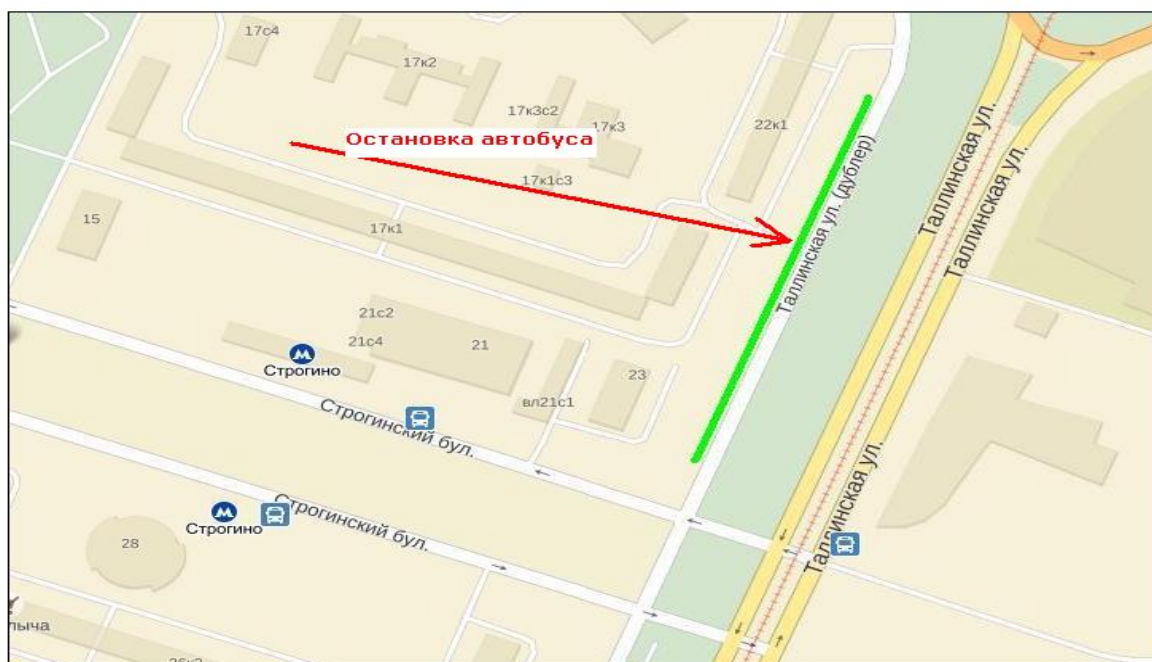 17с4
17к2
17к3с2
17к3
22к1
Остановка автобуса
17к1с3
15
17к1
Таллинская ул. (дублер)
Таллинская ул.
Таллинская ул.
21с2
21с4
21
23
Строгино
вл21с1
Строгинский бул.
Строгино
Строгинский бул.
Таллинская ул.
28
лыча